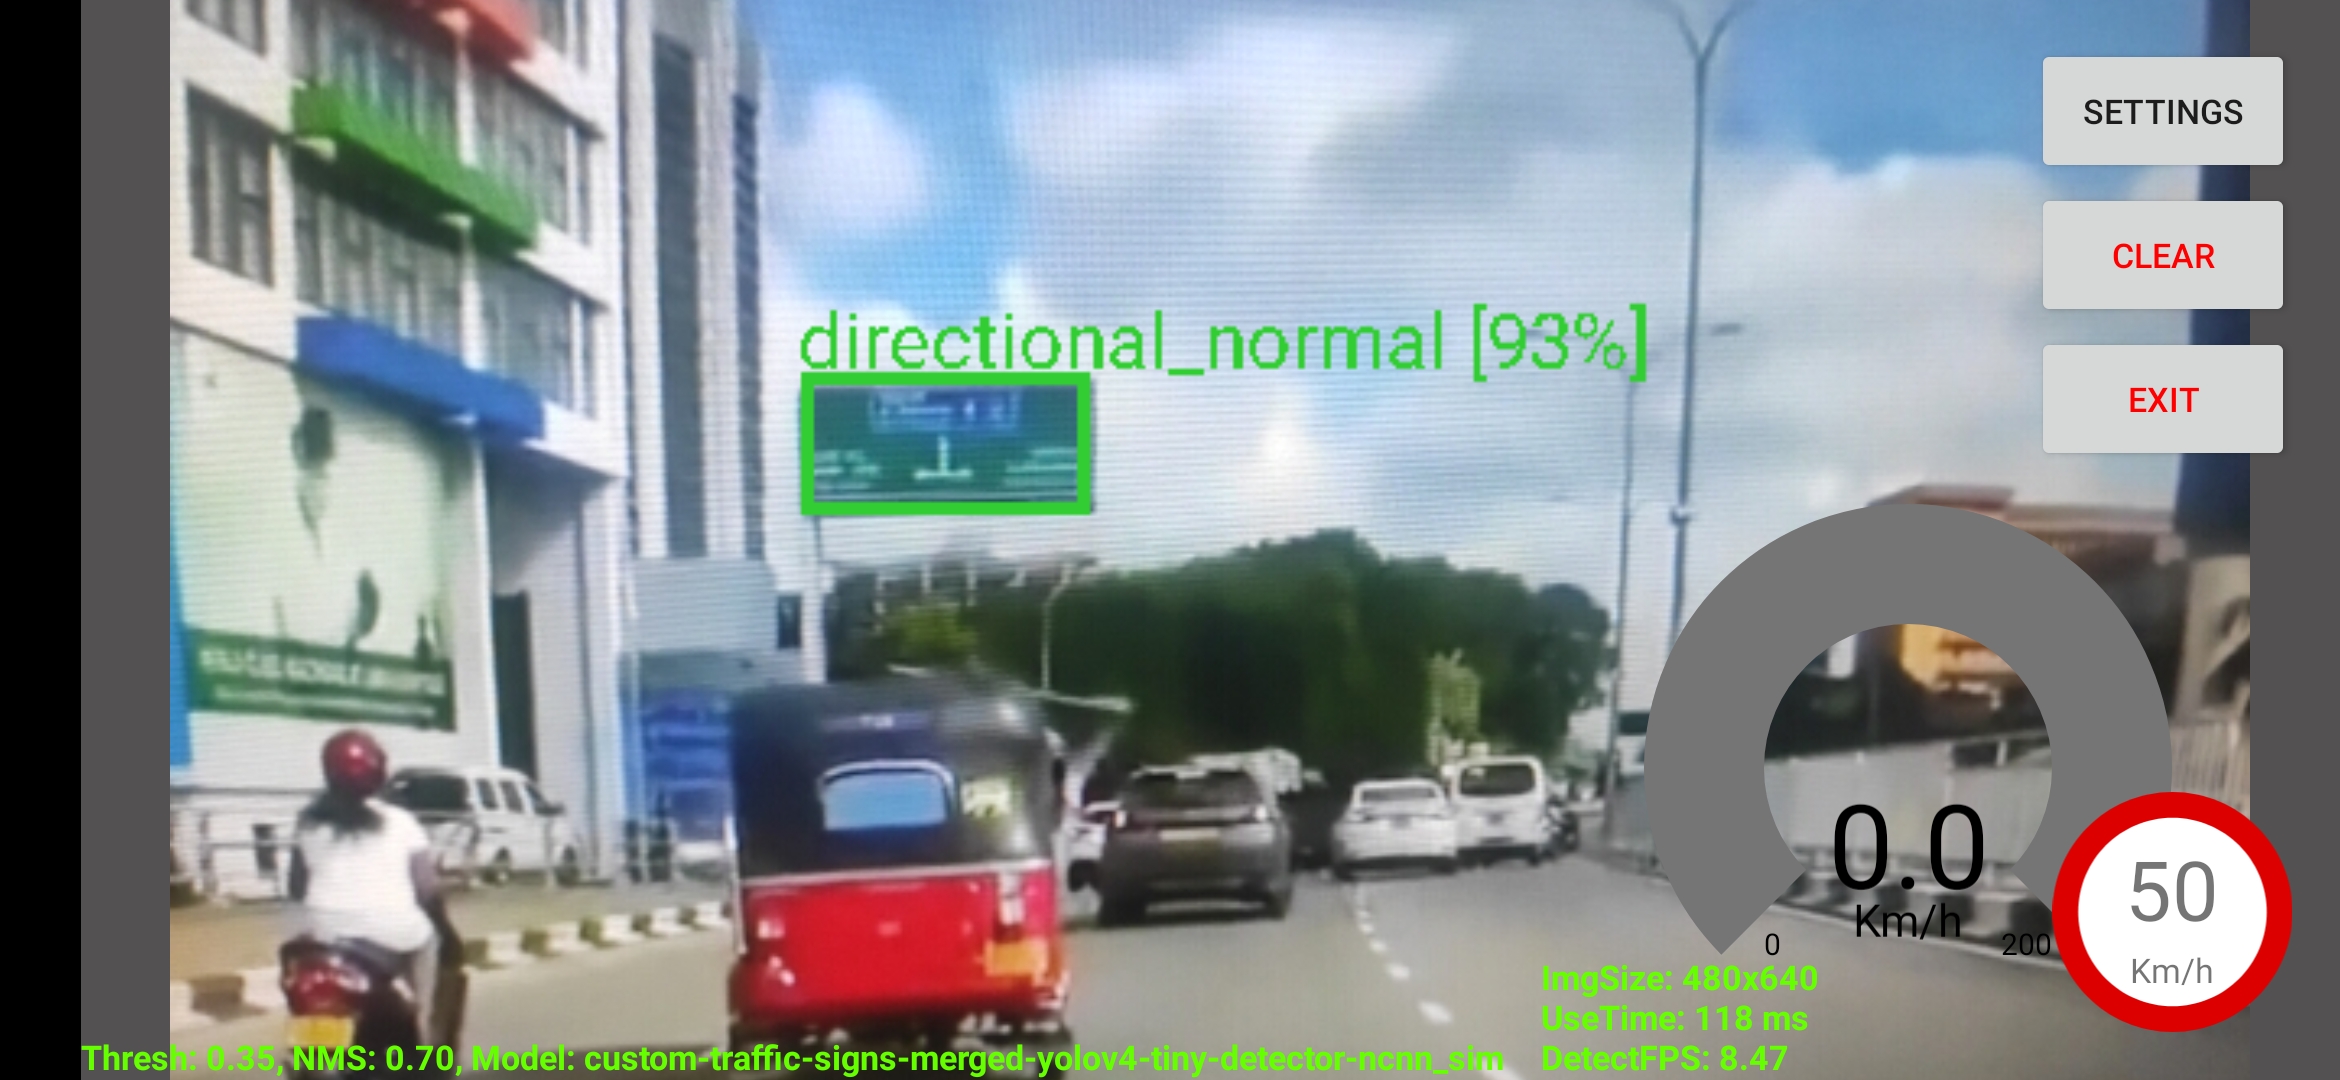 SETTINGS
CLEAR
EXIT
directional_normal [93%]
0.0
Km/h
0
200
50
Km/h
ImgSize: 480x640
UseTime: 118 ms
Thresh: 0.35, NMS: 0.70, Model: custom-traffic-signs-merged-yolov4-tiny-detector-ncnn_sim
DetectFPS: 8.47